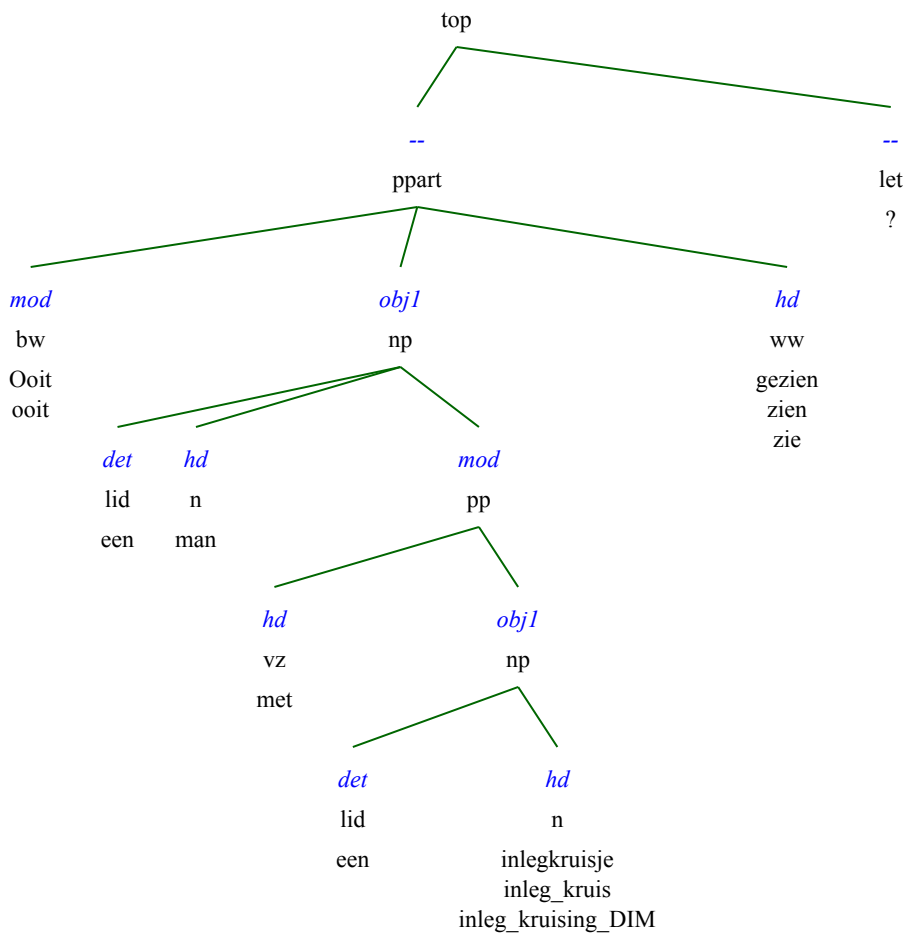 top
-- --
ppart let
?
mod obj1 hd
bw np ww
Ooit gezien
ooit zien
zie
det hd mod
lid n pp
een man
hd obj1
vz np
met
det hd
lid n
een inlegkruisje
inleg_kruis
inleg_kruising_DIM